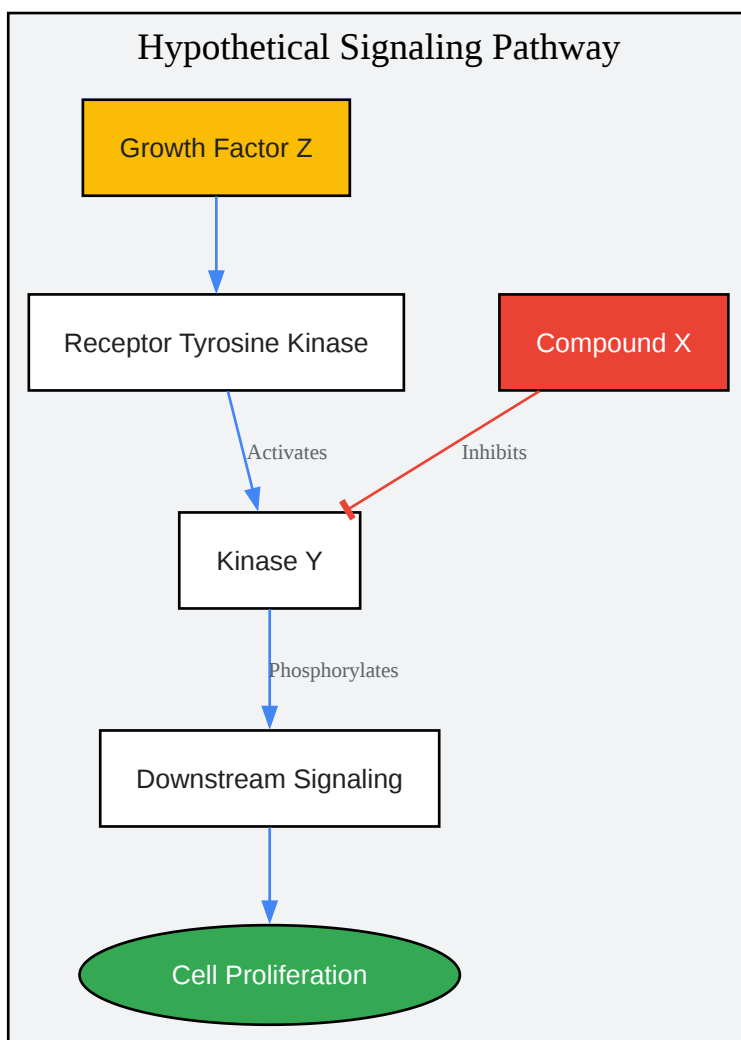 Hypothetical Signaling Pathway
Growth Factor Z
Receptor Tyrosine Kinase
Compound X
Activates
Inhibits
Kinase Y
Phosphorylates
Downstream Signaling
Cell Proliferation